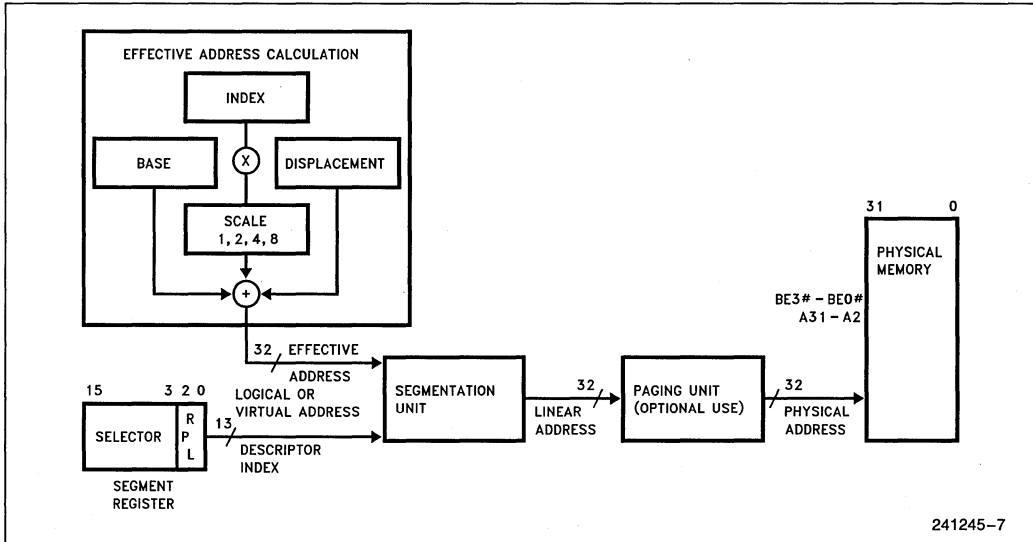 EFFECTIVE ADDRESS CALCULATION
INDEX
BASE
X
DISPLACEMENT
SCALE
1, 2, 4, 8
+
31 0
PHYSICAL
MEMORY
BE3# – BE0#
A31 – A2
32 EFFECTIVE
ADDRESS
LOGICAL OR
VIRTUAL ADDRESS
SEGMENTATION
UNIT
32
LINEAR
ADDRESS
PAGING UNIT
(OPTIONAL USE)
32
PHYSICAL
ADDRESS
15 3 2 0
SELECTOR
R
P
L
13
DESCRIPTOR
INDEX
SEGMENT
REGISTER
241245–7